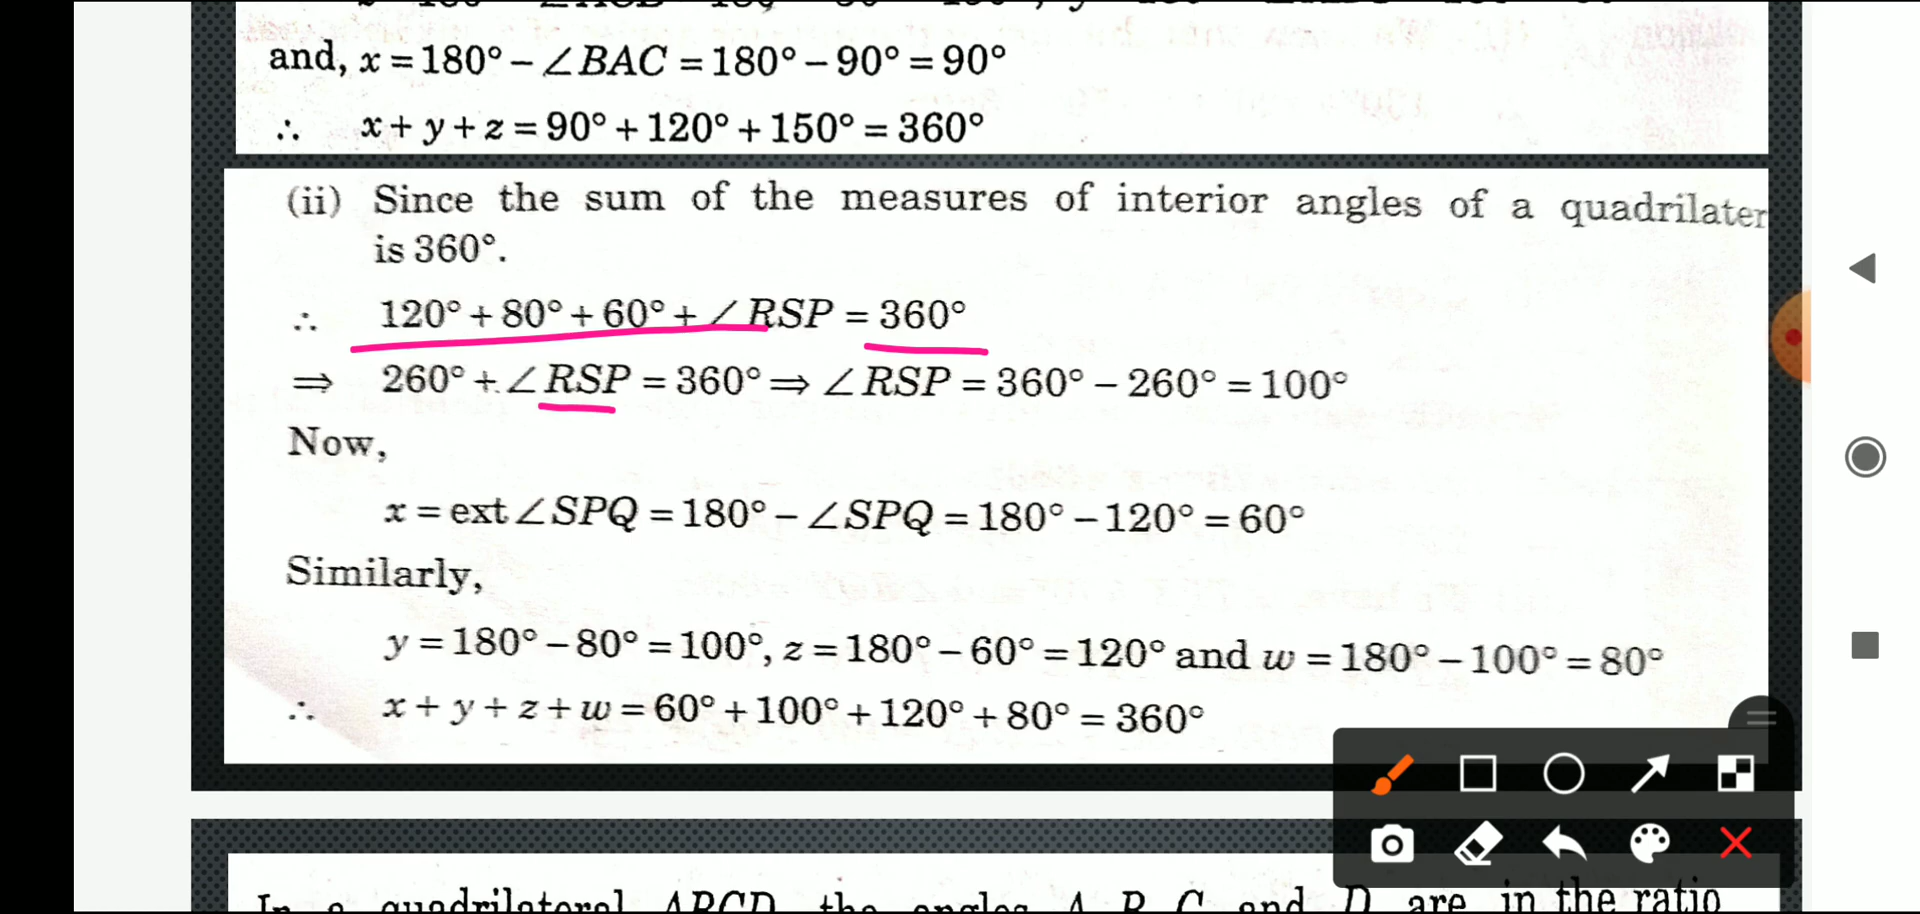 and, x = 180° – ∠BAC = 180° – 90° = 90°
∴ x + y + z = 90° + 120° + 150° = 360°
(ii) Since the sum of the measures of interior angles of a quadrilater
is 360°.
∴ 120° + 80° + 60° + ∠RSP = 360°
⇒ 260° + ∠RSP = 360° ⇒ ∠RSP = 360° – 260° = 100°
Now,
x = ext ∠SPQ = 180° – ∠SPQ = 180° – 120° = 60°
Similarly,
y = 180° – 80° = 100°, z = 180° – 60° = 120° and w = 180° – 100° = 80°
∴ x + y + z + w = 60° + 100° + 120° + 80° = 360°
In a quadrilateral ABCD, the angles A, B, C and D are in the ratio